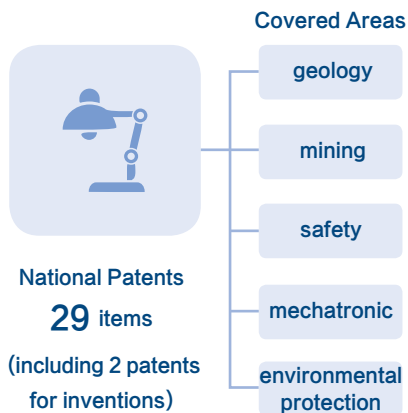 Covered Areas
geology
mining
safety
mechatronic
environmental
protection
National Patents
29 items
(including 2 patents
for inventions)